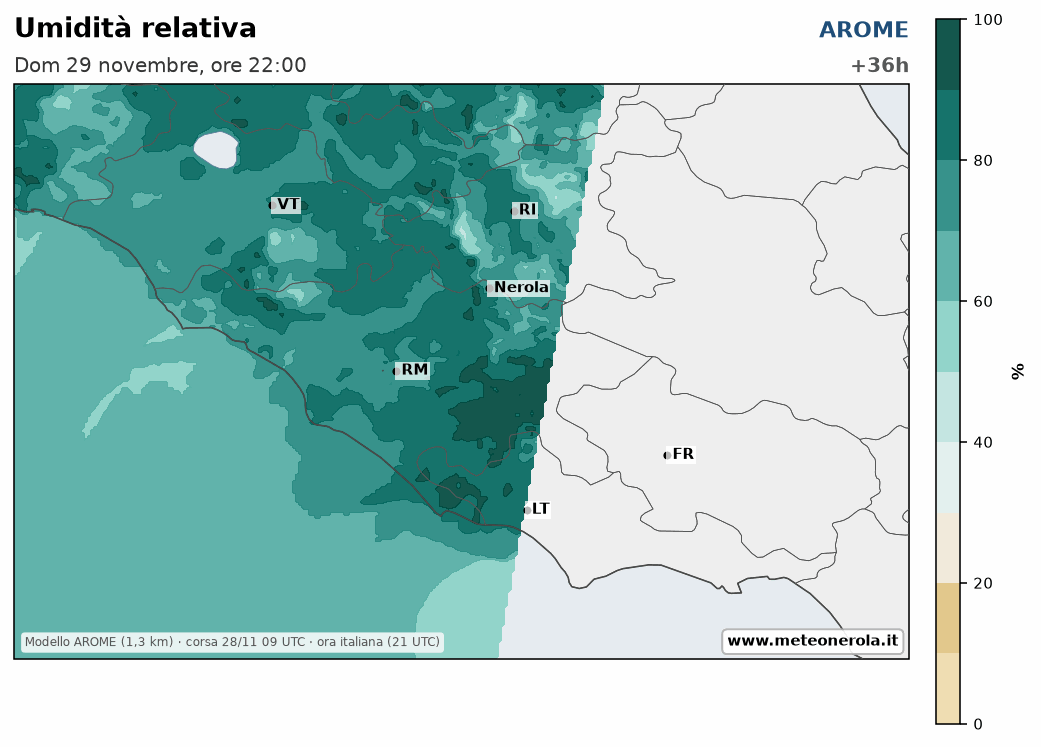 Umidità relativa
AROME
Dom 29 novembre, ore 22:00
+36h
VT
RI
Nerola
RM
FR
LT
Modello AROME (1,3 km) · corsa 28/11 09 UTC · ora italiana (21 UTC)
www.meteonerola.it
100
80
60
40
20
0
%